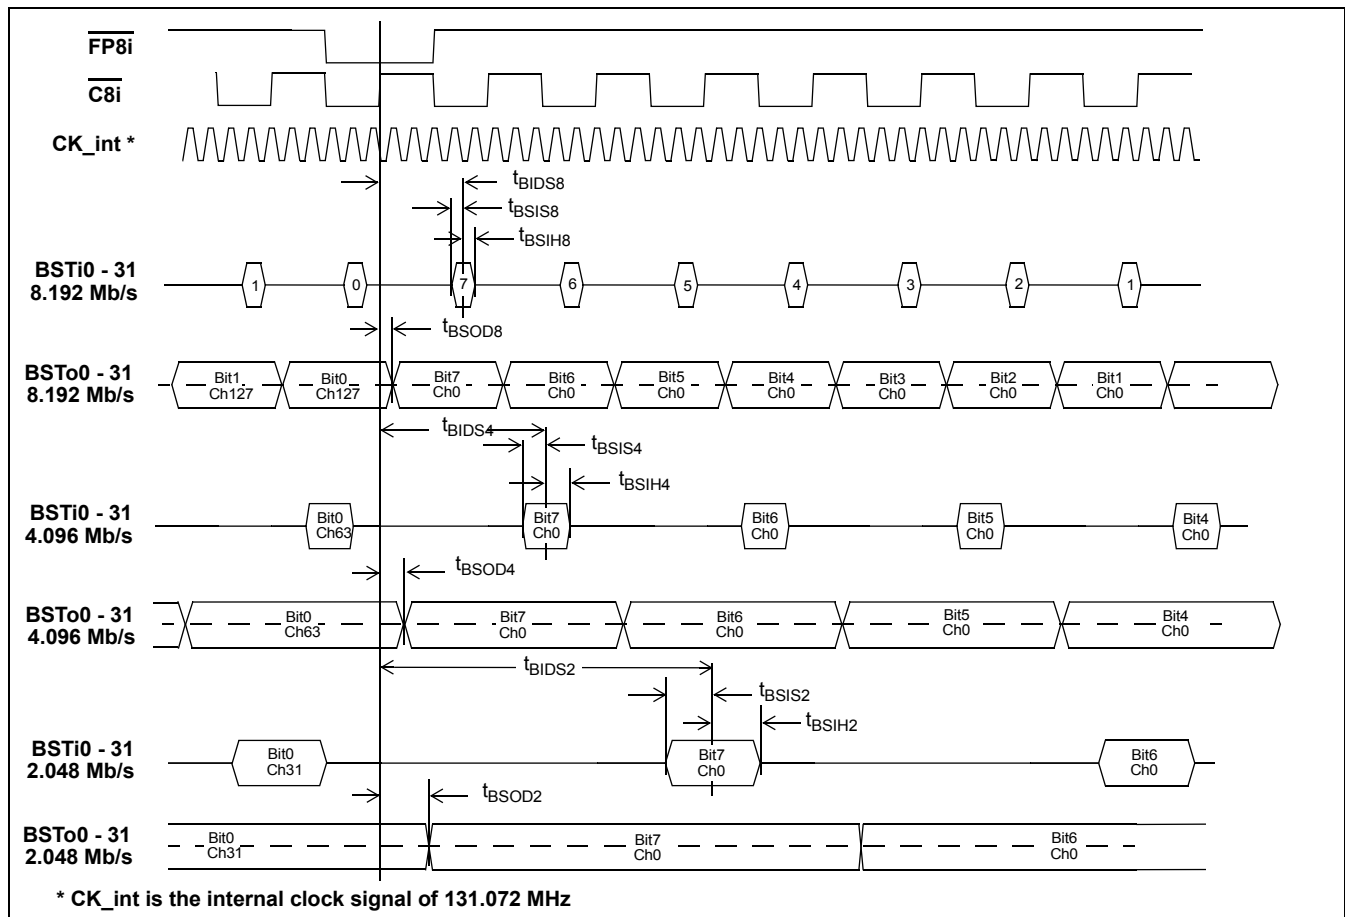 FP8i
C8i
CK_int *
tBIDS8
tBSIS8
tBSIH8
BSTi0 - 31
8.192 Mb/s
1 0 7 6 5 4 3 2 1
tBSOD8
BSTo0 - 31
8.192 Mb/s
Bit1 Bit0 Bit7 Bit6 Bit5 Bit4 Bit3 Bit2 Bit1
Ch127 Ch127 Ch0 Ch0 Ch0 Ch0 Ch0 Ch0 Ch0
tBIDS4
tBSIS4
tBSIH4
BSTi0 - 31
4.096 Mb/s
Bit0 Bit7 Bit6 Bit5 Bit4
Ch63 Ch0 Ch0 Ch0 Ch0
tBSOD4
BSTo0 - 31
4.096 Mb/s
Bit0 Bit7 Bit6 Bit5 Bit4
Ch63 Ch0 Ch0 Ch0 Ch0
tBIDS2
tBSIS2
tBSIH2
BSTi0 - 31
2.048 Mb/s
Bit0 Bit7 Bit6
Ch31 Ch0 Ch0
tBSOD2
BSTo0 - 31
2.048 Mb/s
Bit0 Bit7 Bit6
Ch31 Ch0 Ch0
* CK_int is the internal clock signal of 131.072 MHz